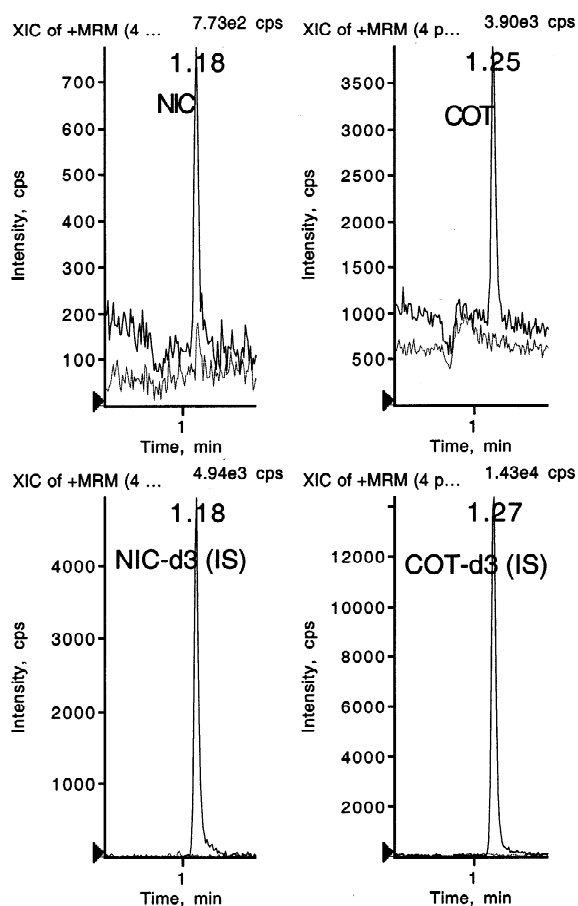 XIC of +MRM (4 ... 7.73e2 cps
1.18
NIC
700
600
500
400
300
200
100
Intensity, cps
1
Time, min
XIC of +MRM (4 p... 3.90e3 cps
1.25
COT
3500
3000
2500
2000
1500
1000
500
Intensity, cps
1
Time, min
XIC of +MRM (4 ... 4.94e3 cps
1.18
NIC-d3 (IS)
4000
3000
2000
1000
Intensity, cps
1
Time, min
XIC of +MRM (4 p... 1.43e4 cps
1.27
COT-d3 (IS)
12000
10000
8000
6000
4000
2000
Intensity, cps
1
Time, min